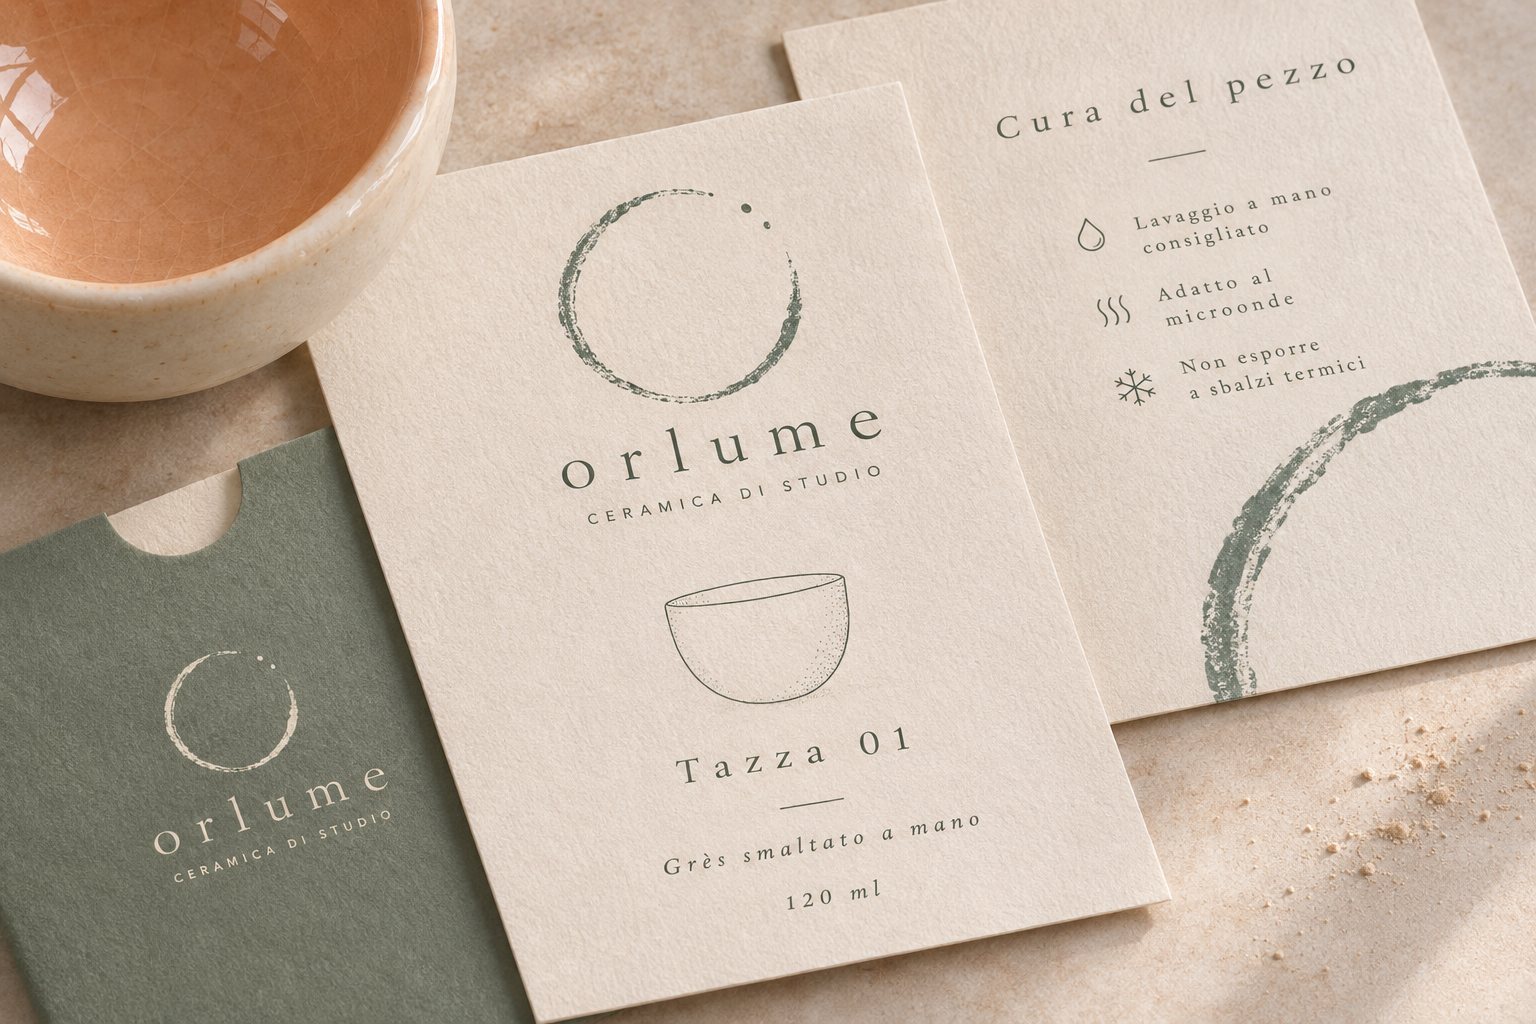 orlume
CERAMICA DI STUDIO
Tazza 01
Grès smaltato a mano
120 ml
Cura del pezzo
Lavaggio a mano
consigliato
Adatto al
microonde
Non esporre
a sbalzi termici
orlume
CERAMICA DI STUDIO